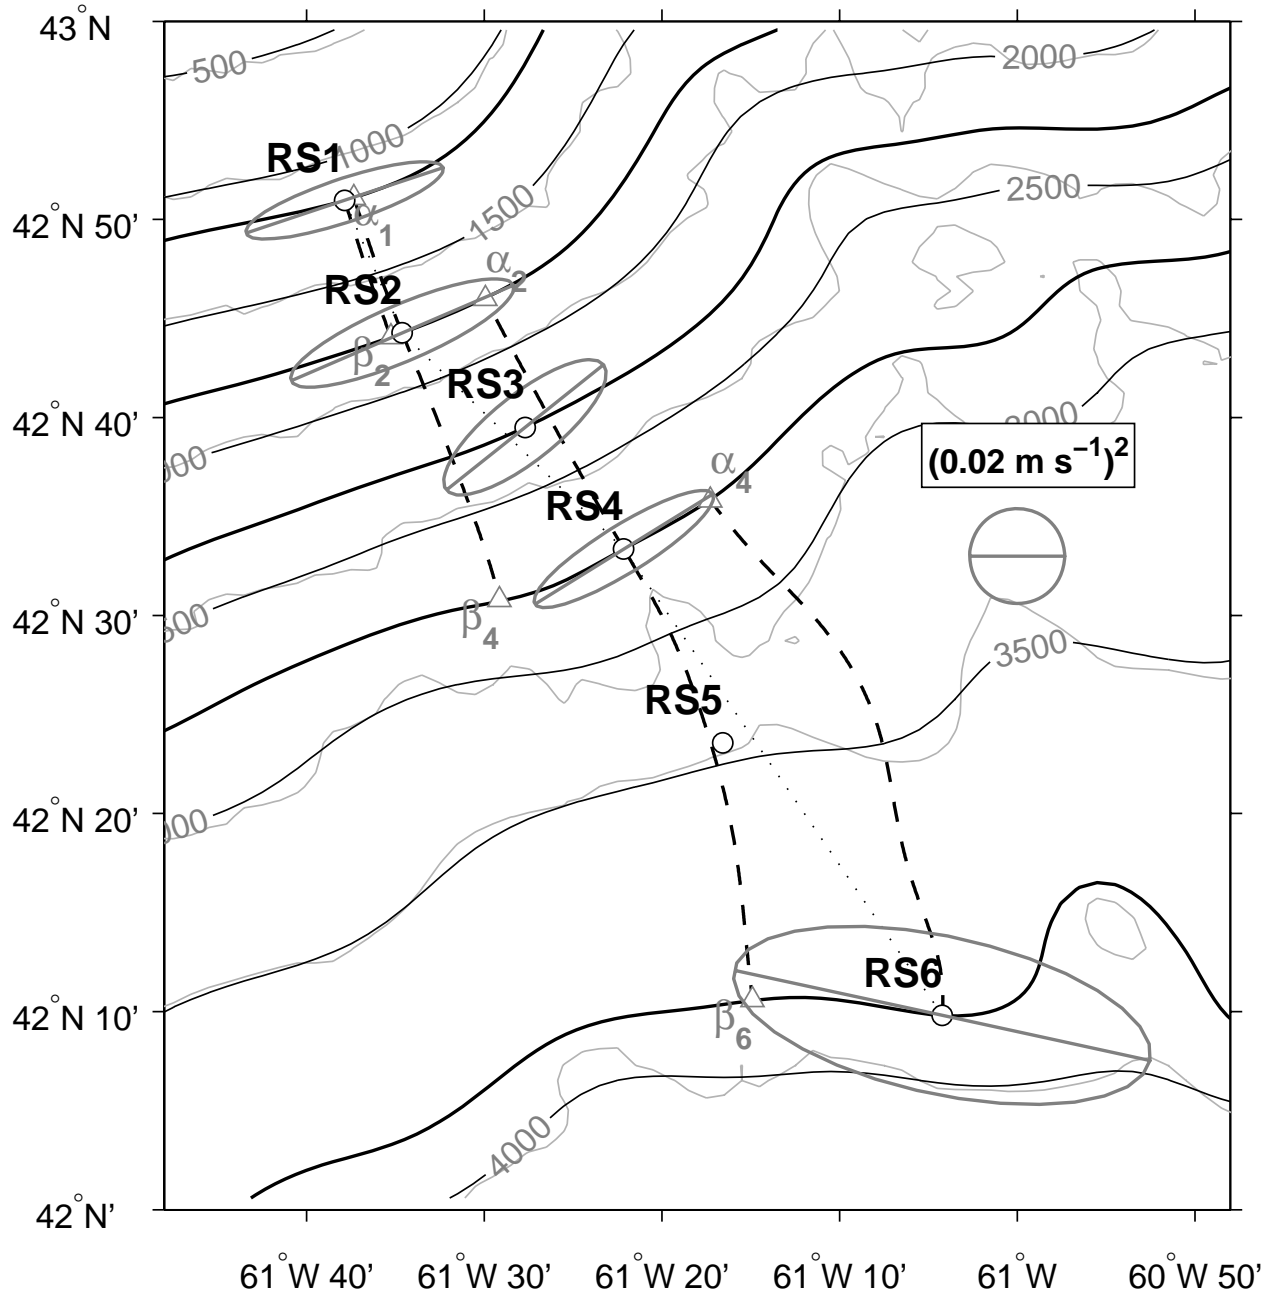 43°N
500
2000
1000
RS1
α1
2500
42°N 50'
1500
α2
RS2
β2
RS3
42°N 40'
3000
(0.02 m s−1)2
α4
RS4
42°N 30'
β4
3500
RS5
42°N 20'
RS6
42°N 10'
β6
4000
42°N'
61°W 40'
61°W 30'
61°W 20'
61°W 10'
61°W
60°W 50'